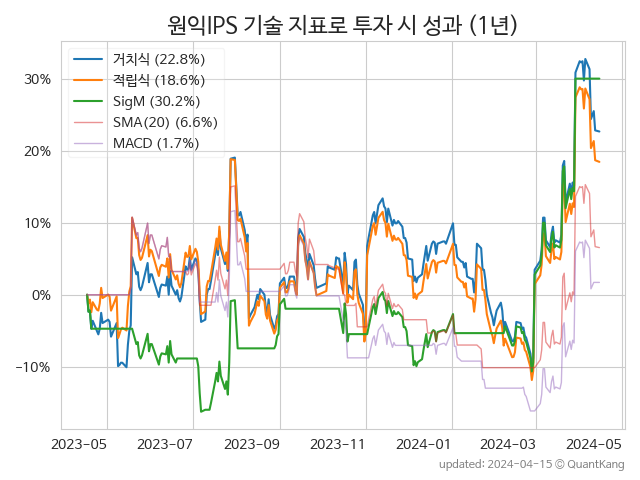 원익IPS 기술 지표로 투자 시 성과 (1년)
거치식 (22.8%)
적립식 (18.6%)
SigM (30.2%)
SMA(20) (6.6%)
MACD (1.7%)
30%
20%
10%
0%
−10%
2023-05 2023-07 2023-09 2023-11 2024-01 2024-03 2024-05
updated: 2024-04-15 © QuantKang